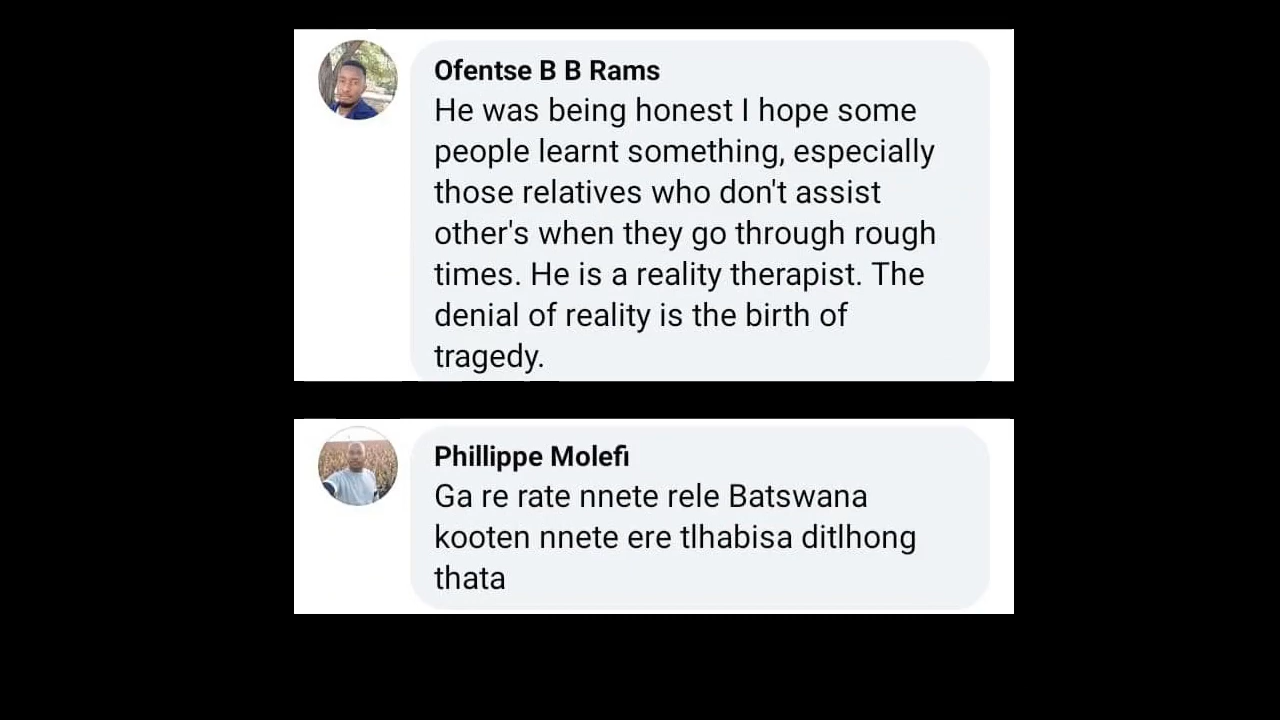 Ofentse B B Rams
He was being honest I hope some
people learnt something, especially
those relatives who don't assist
other's when they go through rough
times. He is a reality therapist. The
denial of reality is the birth of
tragedy.
Phillippe Molefi
Ga re rate nnete rele Batswana
kooten nnete ere tlhabisa ditlhong
thata